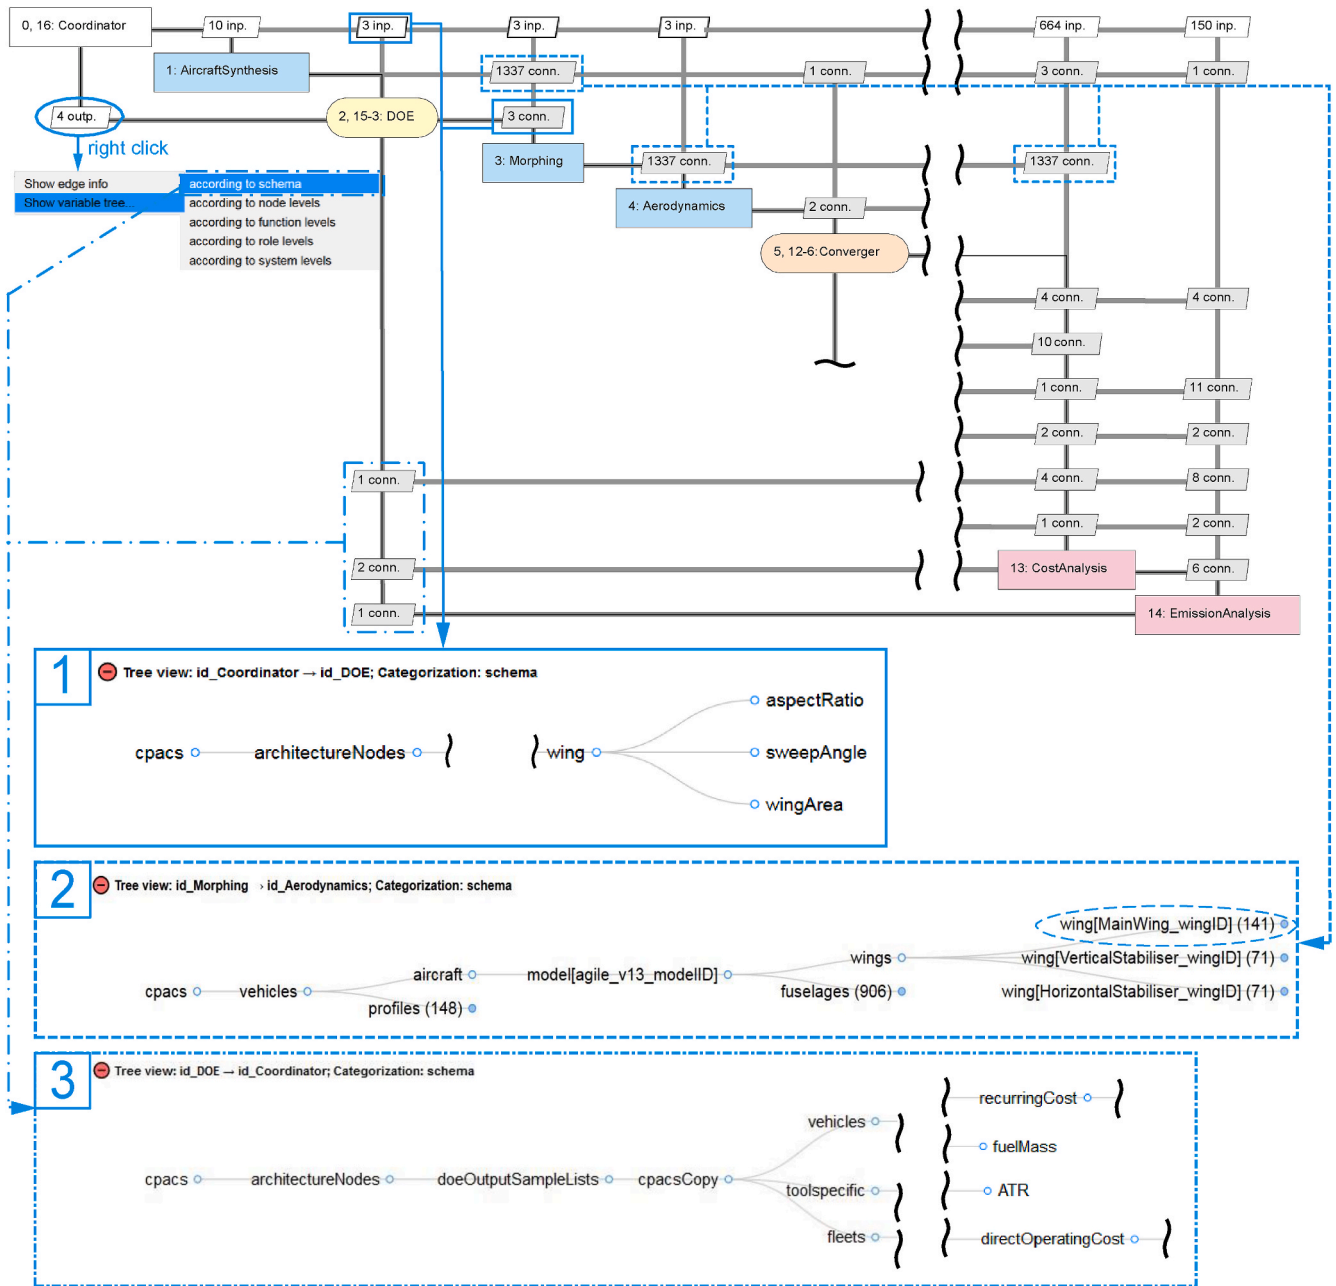 0, 16: Coordinator
10 inp.
3 inp.
3 inp.
3 inp.
664 inp.
150 inp.
1: AircraftSynthesis
1337 conn.
1 conn.
3 conn.
1 conn.
4 outp.
2, 15-3: DOE
3 conn.
right click
3: Morphing
1337 conn.
1337 conn.
Show edge info
Show variable tree...
according to schema
according to node levels
according to function levels
according to role levels
according to system levels
4: Aerodynamics
2 conn.
5, 12-6:Converger
4 conn.
4 conn.
10 conn.
1 conn.
11 conn.
2 conn.
2 conn.
1 conn.
4 conn.
8 conn.
1 conn.
2 conn.
2 conn.
13: CostAnalysis
6 conn.
1 conn.
14: EmissionAnalysis
1
Tree view: id_Coordinator → id_DOE; Categorization: schema
cpacs
architectureNodes
wing
aspectRatio
sweepAngle
wingArea
2
Tree view: id_Morphing → id_Aerodynamics; Categorization: schema
cpacs
vehicles
aircraft
profiles (148)
model[agile_v13_modelID]
wings
fuselages (906)
wing[MainWing_wingID] (141)
wing[VerticalStabiliser_wingID] (71)
wing[HorizontalStabiliser_wingID] (71)
3
Tree view: id_DOE → id_Coordinator; Categorization: schema
cpacs
architectureNodes
doeOutputSampleLists
cpacsCopy
vehicles
toolspecific
fleets
recurringCost
fuelMass
ATR
directOperatingCost